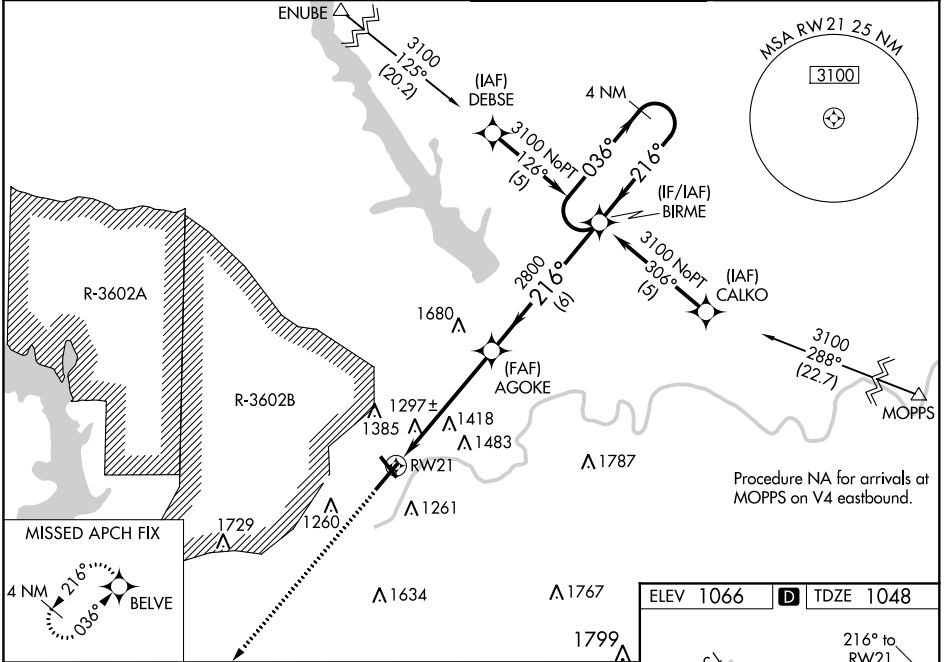 ENUBE
3100
125°
(20.2)
(IAF)
DEBSE
3100 NoPT
126°
(5)
4 NM
036°
216°
(IF/IAF)
BIRME
MSA RW21 25 NM
3100
3100 NoPT
306°
(5)
(IAF)
CALKO
2800
216°
(6)
3100
288°
(22.7)
MOPPS
R-3602A
R-3602B
1680
(FAF)
AGOKE
1297±
1418
1385
1483
RW21
1787
Procedure NA for arrivals at
MOPPS on V4 eastbound.
1260
1261
1729
MISSED APCH FIX
4 NM
216°
036°
BELVE
1634
1767
1799
ELEV 1066 D TDZE 1048
216° to
RW21